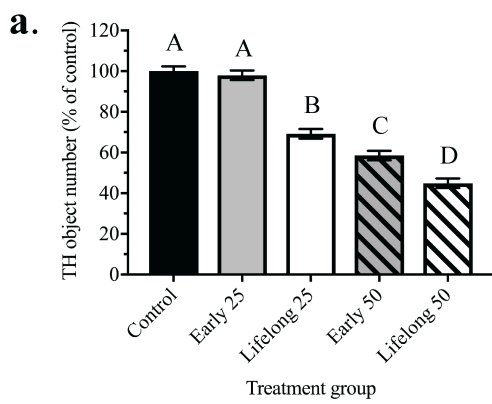 a.
TH object number (% of control)
120
100
80
60
40
20
0
A
A
B
C
D
Control
Early 25
Lifelong 25
Early 50
Lifelong 50
Treatment group